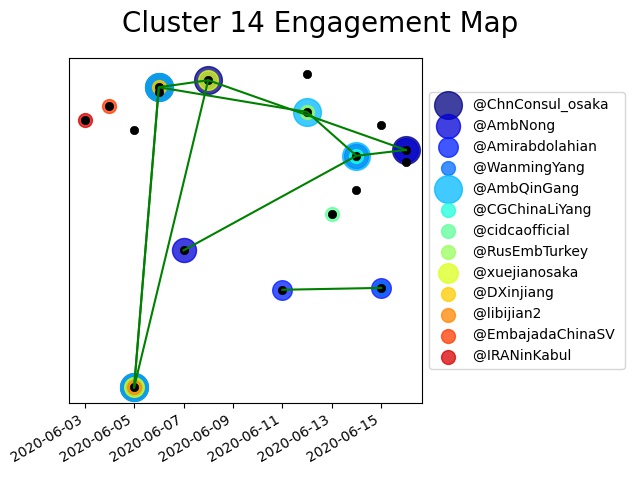 Cluster 14 Engagement Map
@ChnConsul_osaka
@AmbNong
@Amirabdolahian
@WanmingYang
@AmbQinGang
@CGChinaLiYang
@cidcaofficial
@RusEmbTurkey
@xuejianosaka
@DXinjiang
@libijian2
@EmbajadaChinaSV
@IRANinKabul
2020-06-03
2020-06-05
2020-06-07
2020-06-09
2020-06-11
2020-06-13
2020-06-15